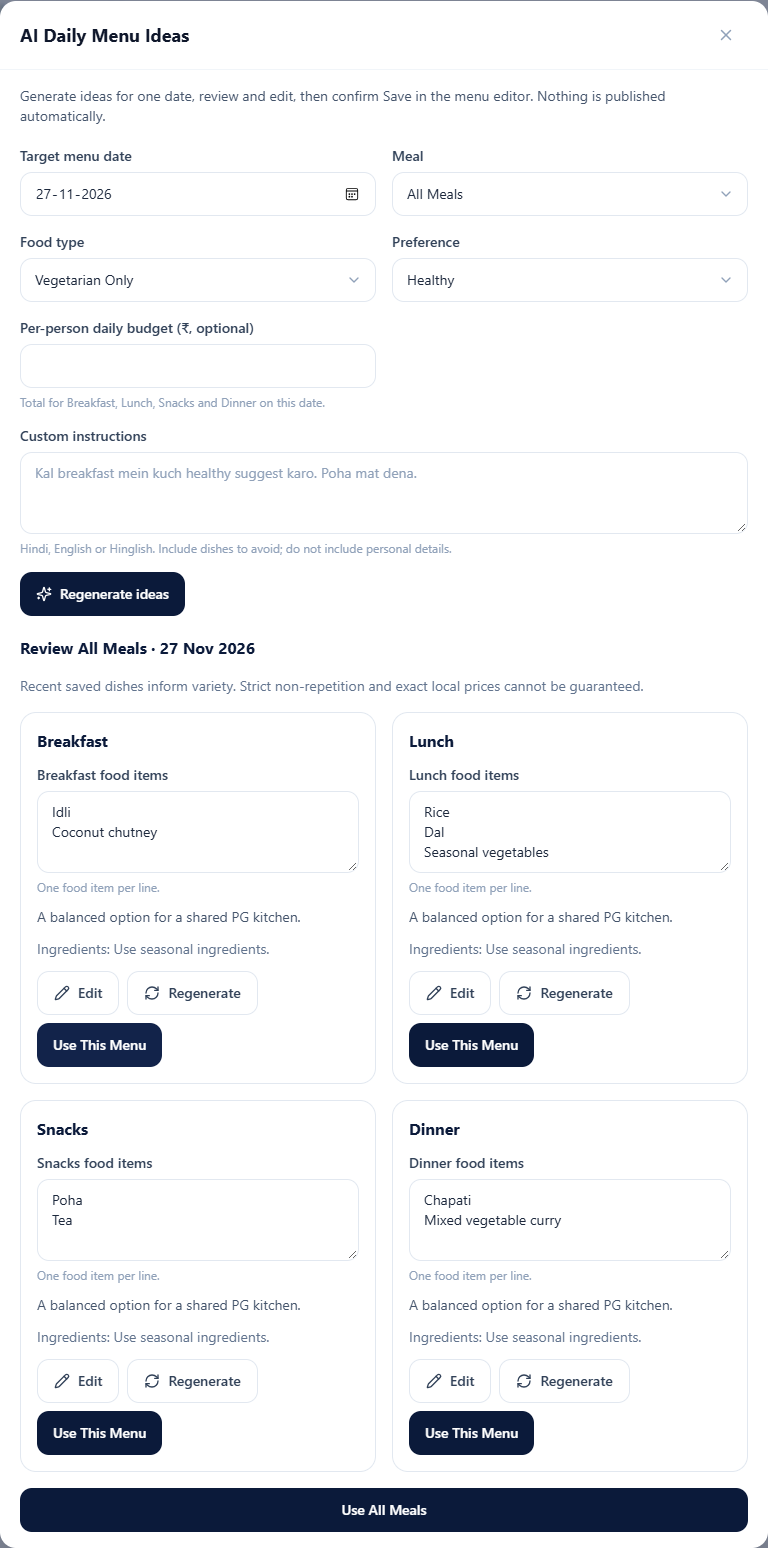 AI Daily Menu Ideas
Generate ideas for one date, review and edit, then confirm Save in the menu editor. Nothing is published
automatically.
Target menu date
27-11-2026
Meal
All Meals
Food type
Vegetarian Only
Preference
Healthy
Per-person daily budget (₹, optional)
Total for Breakfast, Lunch, Snacks and Dinner on this date.
Custom instructions
Kal breakfast mein kuch healthy suggest karo. Poha mat dena.
Hindi, English or Hinglish. Include dishes to avoid; do not include personal details.
Regenerate ideas
Review All Meals · 27 Nov 2026
Recent saved dishes inform variety. Strict non-repetition and exact local prices cannot be guaranteed.
Breakfast
Breakfast food items
Idli
Coconut chutney
One food item per line.
A balanced option for a shared PG kitchen.
Ingredients: Use seasonal ingredients.
Edit
Regenerate
Use This Menu
Lunch
Lunch food items
Rice
Dal
Seasonal vegetables
One food item per line.
A balanced option for a shared PG kitchen.
Ingredients: Use seasonal ingredients.
Edit
Regenerate
Use This Menu
Snacks
Snacks food items
Poha
Tea
One food item per line.
A balanced option for a shared PG kitchen.
Ingredients: Use seasonal ingredients.
Edit
Regenerate
Use This Menu
Dinner
Dinner food items
Chapati
Mixed vegetable curry
One food item per line.
A balanced option for a shared PG kitchen.
Ingredients: Use seasonal ingredients.
Edit
Regenerate
Use This Menu
Use All Meals